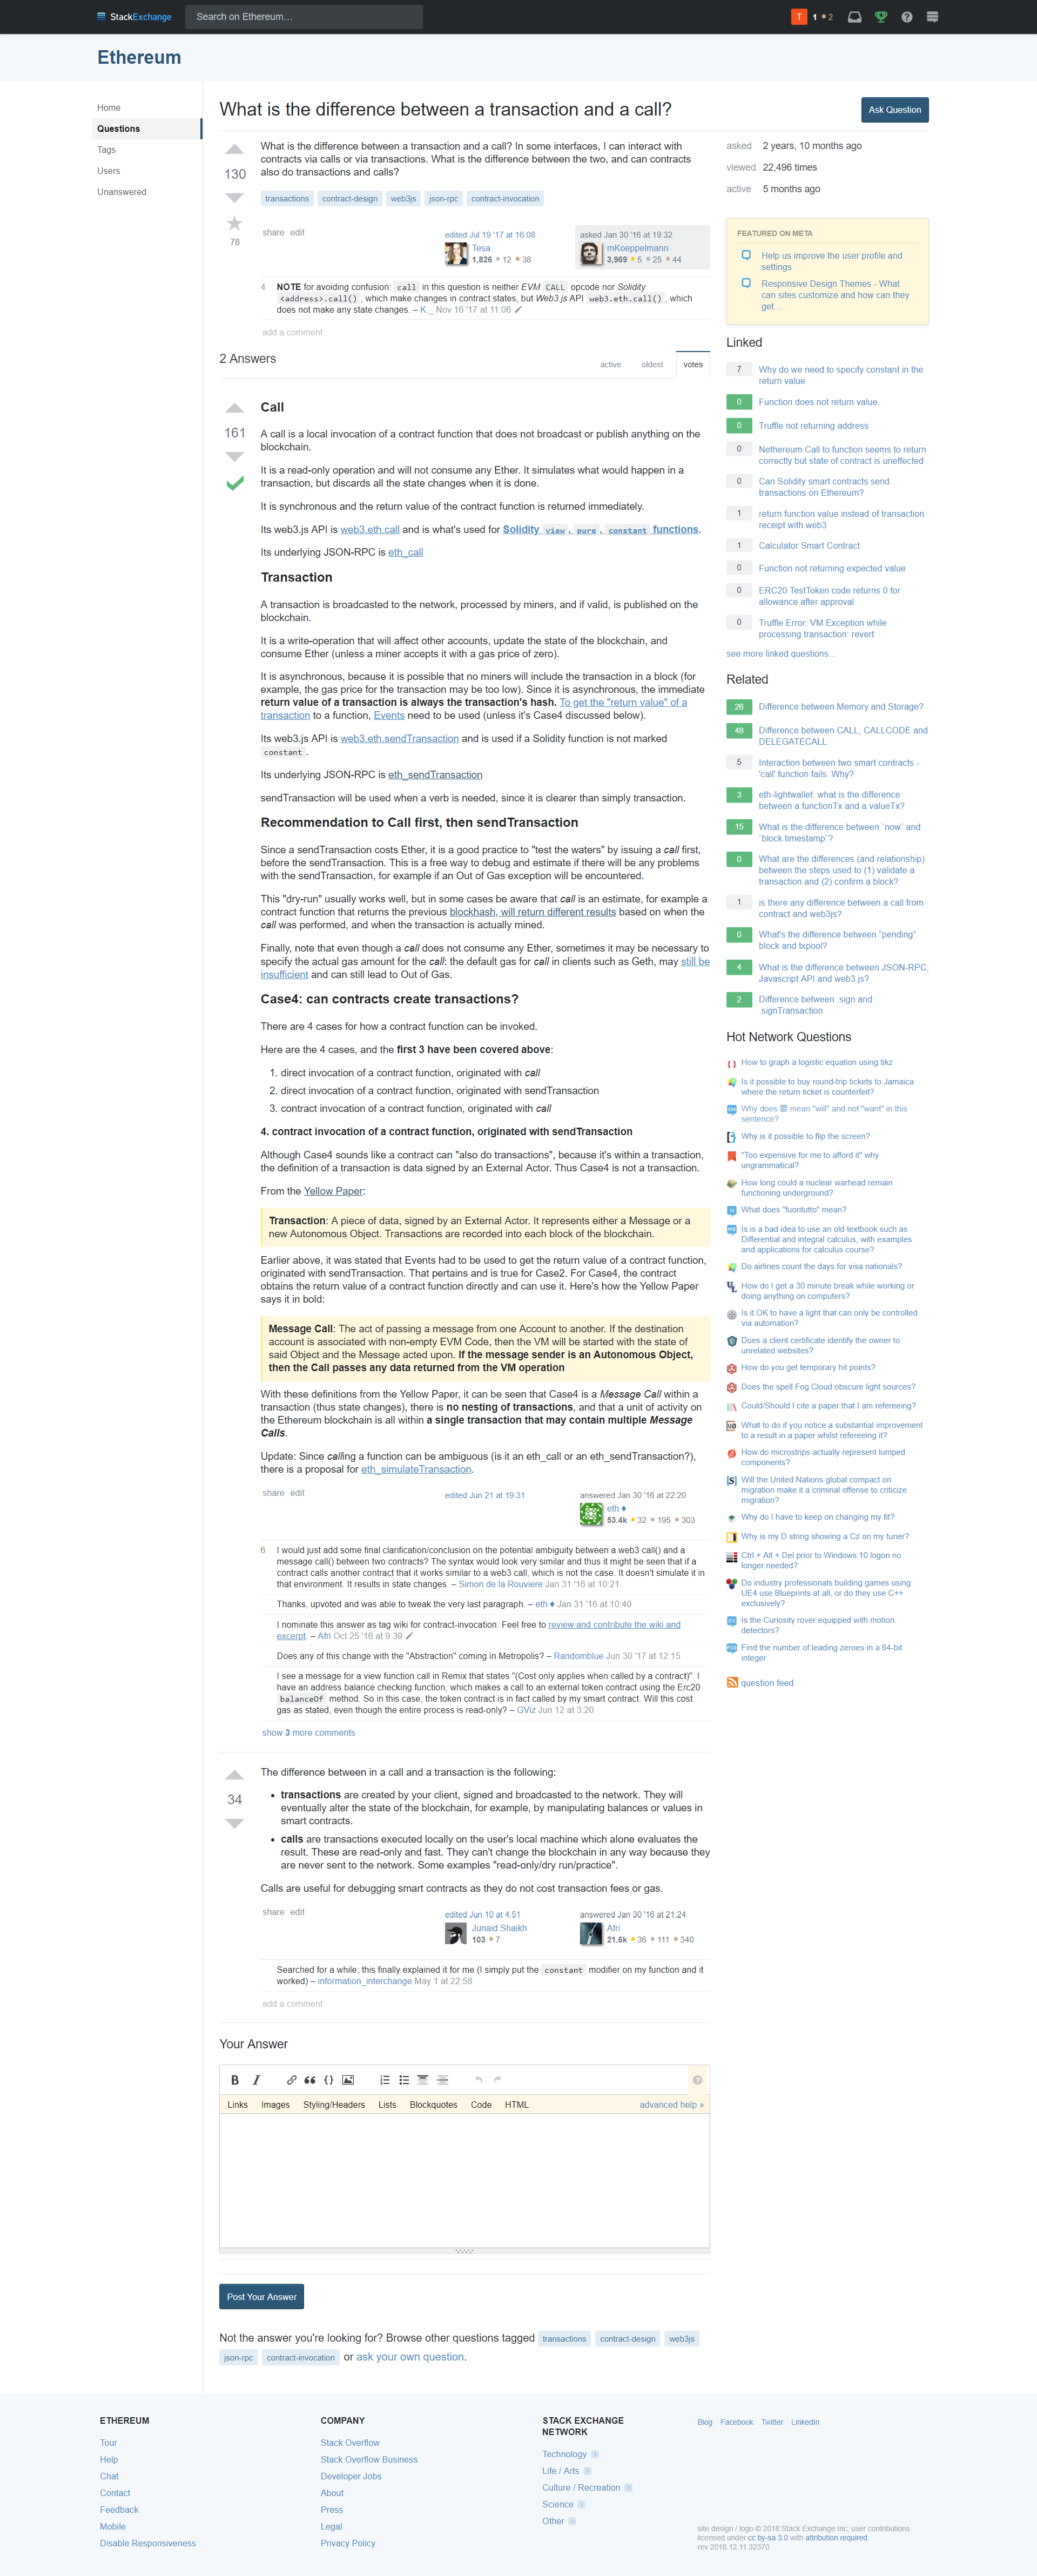 StackExchange
Search on Ethereum…
T
1 2
Ethereum
Home
Questions
Tags
Users
Unanswered
What is the difference between a transaction and a call?
Ask Question
130
78
What is the difference between a transaction and a call? In some interfaces, I can interact with
contracts via calls or via transactions. What is the difference between the two, and can contracts
also do transactions and calls?
transactions contract-design web3js json-rpc contract-invocation
share edit
edited Jul 19 '17 at 16:08
Tesa
1,826 12 38
asked Jan 30 '16 at 19:32
mKoeppelmann
3,969 5 25 44
4 NOTE for avoiding confusion: call in this question is neither EVM CALL opcode nor Solidity
<address>.call() , which make changes in contract states, but Web3.js API web3.eth.call() , which
does not make any state changes. – K._ Nov 16 '17 at 11:06
add a comment
2 Answers
active oldest votes
161
Call
A call is a local invocation of a contract function that does not broadcast or publish anything on the
blockchain.
It is a read-only operation and will not consume any Ether. It simulates what would happen in a
transaction, but discards all the state changes when it is done.
It is synchronous and the return value of the contract function is returned immediately.
Its web3.js API is web3.eth.call and is what's used for Solidity view , pure , constant functions.
Its underlying JSON-RPC is eth_call
Transaction
A transaction is broadcasted to the network, processed by miners, and if valid, is published on the
blockchain.
It is a write-operation that will affect other accounts, update the state of the blockchain, and
consume Ether (unless a miner accepts it with a gas price of zero).
It is asynchronous, because it is possible that no miners will include the transaction in a block (for
example, the gas price for the transaction may be too low). Since it is asynchronous, the immediate
return value of a transaction is always the transaction's hash. To get the "return value" of a
transaction to a function, Events need to be used (unless it's Case4 discussed below).
Its web3.js API is web3.eth.sendTransaction and is used if a Solidity function is not marked
constant .
Its underlying JSON-RPC is eth_sendTransaction
sendTransaction will be used when a verb is needed, since it is clearer than simply transaction.
Recommendation to Call first, then sendTransaction
Since a sendTransaction costs Ether, it is a good practice to "test the waters" by issuing a call first,
before the sendTransaction. This is a free way to debug and estimate if there will be any problems
with the sendTransaction, for example if an Out of Gas exception will be encountered.
This "dry-run" usually works well, but in some cases be aware that call is an estimate, for example a
contract function that returns the previous blockhash, will return different results based on when the
call was performed, and when the transaction is actually mined.
Finally, note that even though a call does not consume any Ether, sometimes it may be necessary to
specify the actual gas amount for the call: the default gas for call in clients such as Geth, may still be
insufficient and can still lead to Out of Gas.
Case4: can contracts create transactions?
There are 4 cases for how a contract function can be invoked.
Here are the 4 cases, and the first 3 have been covered above:
1. direct invocation of a contract function, originated with call
2. direct invocation of a contract function, originated with sendTransaction
3. contract invocation of a contract function, originated with call
4. contract invocation of a contract function, originated with sendTransaction
Although Case4 sounds like a contract can "also do transactions", because it's within a transaction,
the definition of a transaction is data signed by an External Actor. Thus Case4 is not a transaction.
From the Yellow Paper:
Transaction: A piece of data, signed by an External Actor. It represents either a Message or a
new Autonomous Object. Transactions are recorded into each block of the blockchain.
Earlier above, it was stated that Events had to be used to get the return value of a contract function,
originated with sendTransaction. That pertains and is true for Case2. For Case4, the contract
obtains the return value of a contract function directly and can use it. Here's how the Yellow Paper
says it in bold:
Message Call: The act of passing a message from one Account to another. If the destination
account is associated with non-empty EVM Code, then the VM will be started with the state of
said Object and the Message acted upon. If the message sender is an Autonomous Object,
then the Call passes any data returned from the VM operation
With these definitions from the Yellow Paper, it can be seen that Case4 is a Message Call within a
transaction (thus state changes), there is no nesting of transactions, and that a unit of activity on
the Ethereum blockchain is all within a single transaction that may contain multiple Message
Calls.
Update: Since calling a function can be ambiguous (is it an eth_call or an eth_sendTransaction?),
there is a proposal for eth_simulateTransaction.
share edit
edited Jun 21 at 19:31
answered Jan 30 '16 at 22:20
eth ♦
53.4k 32 195 303
6 I would just add some final clarification/conclusion on the potential ambiguity between a web3 call() and a
message call() between two contracts? The syntax would look very similar and thus it might be seen that if a
contract calls another contract that it works similar to a web3 call, which is not the case. It doesn't simulate it in
that environment. It results in state changes. – Simon de la Rouviere Jan 31 '16 at 10:21
Thanks, upvoted and was able to tweak the very last paragraph. – eth ♦ Jan 31 '16 at 10:40
I nominate this answer as tag wiki for contract-invocation. Feel free to review and contribute the wiki and
excerpt. – Afri Oct 25 '16 at 9:39
Does any of this change with the "Abstraction" coming in Metropolis? – Randomblue Jun 30 '17 at 12:15
I see a message for a view function call in Remix that states "(Cost only applies when called by a contract)". I
have an address balance checking function, which makes a call to an external token contract using the Erc20
balanceOf method. So in this case, the token contract is in fact called by my smart contract. Will this cost
gas as stated, even though the entire process is read-only? – GViz Jun 12 at 3:20
show 3 more comments
34
The difference between in a call and a transaction is the following:
• transactions are created by your client, signed and broadcasted to the network. They will
eventually alter the state of the blockchain, for example, by manipulating balances or values in
smart contracts.
• calls are transactions executed locally on the user's local machine which alone evaluates the
result. These are read-only and fast. They can't change the blockchain in any way because they
are never sent to the network. Some examples "read-only/dry run/practice".
Calls are useful for debugging smart contracts as they do not cost transaction fees or gas.
share edit
edited Jun 10 at 4:51
Junaid Shaikh
103 7
answered Jan 30 '16 at 21:24
Afri
21.6k 36 111 340
Searched for a while; this finally explained it for me (I simply put the constant modifier on my function and it
worked) – information_interchange May 1 at 22:58
add a comment
Your Answer
Links Images Styling/Headers Lists Blockquotes Code HTML advanced help »
Post Your Answer
Not the answer you're looking for? Browse other questions tagged transactions contract-design web3js
json-rpc contract-invocation or ask your own question.
asked 2 years, 10 months ago
viewed 22,496 times
active 5 months ago
FEATURED ON META
Help us improve the user profile and
settings
Responsive Design Themes - What
can sites customize and how can they
get…
Linked
7 Why do we need to specify constant in the
return value
0 Function does not return value
0 Truffle not returning address
0 Nethereum Call to function seems to return
correctly but state of contract is uneffected
0 Can Solidity smart contracts send
transactions on Ethereum?
1 return function value instead of transaction
receipt with web3
1 Calculator Smart Contract
0 Function not returning expected value
0 ERC20 TestToken code returns 0 for
allowance after approval
0 Truffle Error: VM Exception while
processing transaction: revert
see more linked questions…
Related
26 Difference between Memory and Storage?
48 Difference between CALL, CALLCODE and
DELEGATECALL
5 Interaction between two smart contracts -
'call' function fails. Why?
3 eth-lightwallet: what is the difference
between a functionTx and a valueTx?
15 What is the difference between `now` and
`block.timestamp`?
0 What are the differences (and relationship)
between the steps used to (1) validate a
transaction and (2) confirm a block?
1 is there any difference between a call from
contract and web3js?
0 What's the difference between "pending"
block and txpool?
4 What is the difference between JSON-RPC,
Javascript API and web3.js?
2 Difference between .sign and
.signTransaction
Hot Network Questions
How to graph a logistic equation using tikz
Is it possible to buy round-trip tickets to Jamaica
where the return ticket is counterfeit?
Why does 要 mean "will" and not "want" in this
sentence?
Why is it possible to flip the screen?
"Too expensive for me to afford it" why
ungrammatical?
How long could a nuclear warhead remain
functioning underground?
What does "fuoritutto" mean?
Is is a bad idea to use an old textbook such as
Differential and integral calculus, with examples
and applications for calculus course?
Do airlines count the days for visa nationals?
How do I get a 30 minute break while working or
doing anything on computers?
Is it OK to have a light that can only be controlled
via automation?
Does a client certificate identify the owner to
unrelated websites?
How do you get temporary hit points?
Does the spell Fog Cloud obscure light sources?
Could/Should I cite a paper that I am refereeing?
What to do if you notice a substantial improvement
to a result in a paper whilst refereeing it?
How do microstrips actually represent lumped
components?
Will the United Nations global compact on
migration make it a criminal offense to criticize
migration?
Why do I have to keep on changing my fit?
Why is my D string showing a C♯ on my tuner?
Ctrl + Alt + Del prior to Windows 10 logon no
longer needed?
Do industry professionals building games using
UE4 use Blueprints at all, or do they use C++
exclusively?
Is the Curiosity rover equipped with motion
detectors?
Find the number of leading zeroes in a 64-bit
integer
question feed
ETHEREUM
Tour
Help
Chat
Contact
Feedback
Mobile
Disable Responsiveness
COMPANY
Stack Overflow
Stack Overflow Business
Developer Jobs
About
Press
Legal
Privacy Policy
STACK EXCHANGE
NETWORK
Technology
Life / Arts
Culture / Recreation
Science
Other
Blog Facebook Twitter LinkedIn
site design / logo © 2018 Stack Exchange Inc; user contributions
licensed under cc by-sa 3.0 with attribution required.
rev 2018.12.11.32370